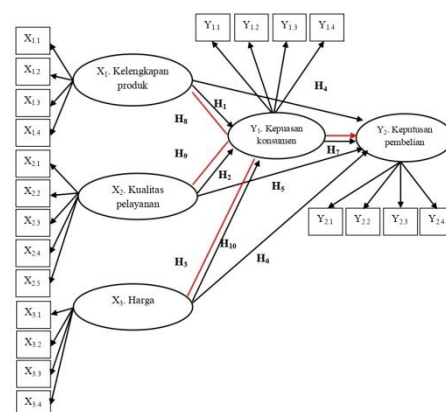 Y1.1
Y1.2
Y1.3
Y1.4
X1.1
X1.2
X1.3
X1.4
X1. Kelengkapan
produk
H4
H1
H8
Y1. Kepuasan
konsumen
Y2. Keputusan
pembelian
H7
H9
X2.1
X2.2
X2.3
X2.4
X2.5
X2. Kualitas
pelayanan
H2
H5
Y2.1
Y2.2
Y2.3
Y2.4
H10
H3
H6
X3.1
X3.2
X3.3
X3.4
X3. Harga